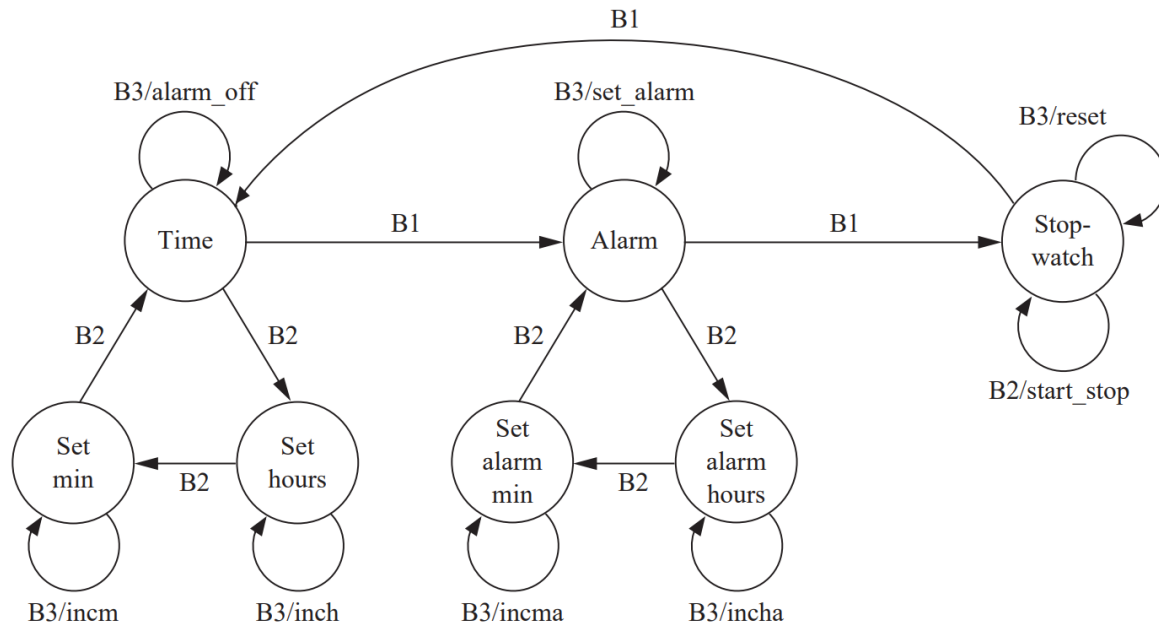 B1
B3/alarm_off
B3/set_alarm
B3/reset
Time
B1
Alarm
B1
Stop-
watch
B2
B2
B2
B2
B2/start_stop
Set
min
B2
Set
hours
Set
alarm
min
B2
Set
alarm
hours
B3/incm
B3/inch
B3/incma
B3/incha